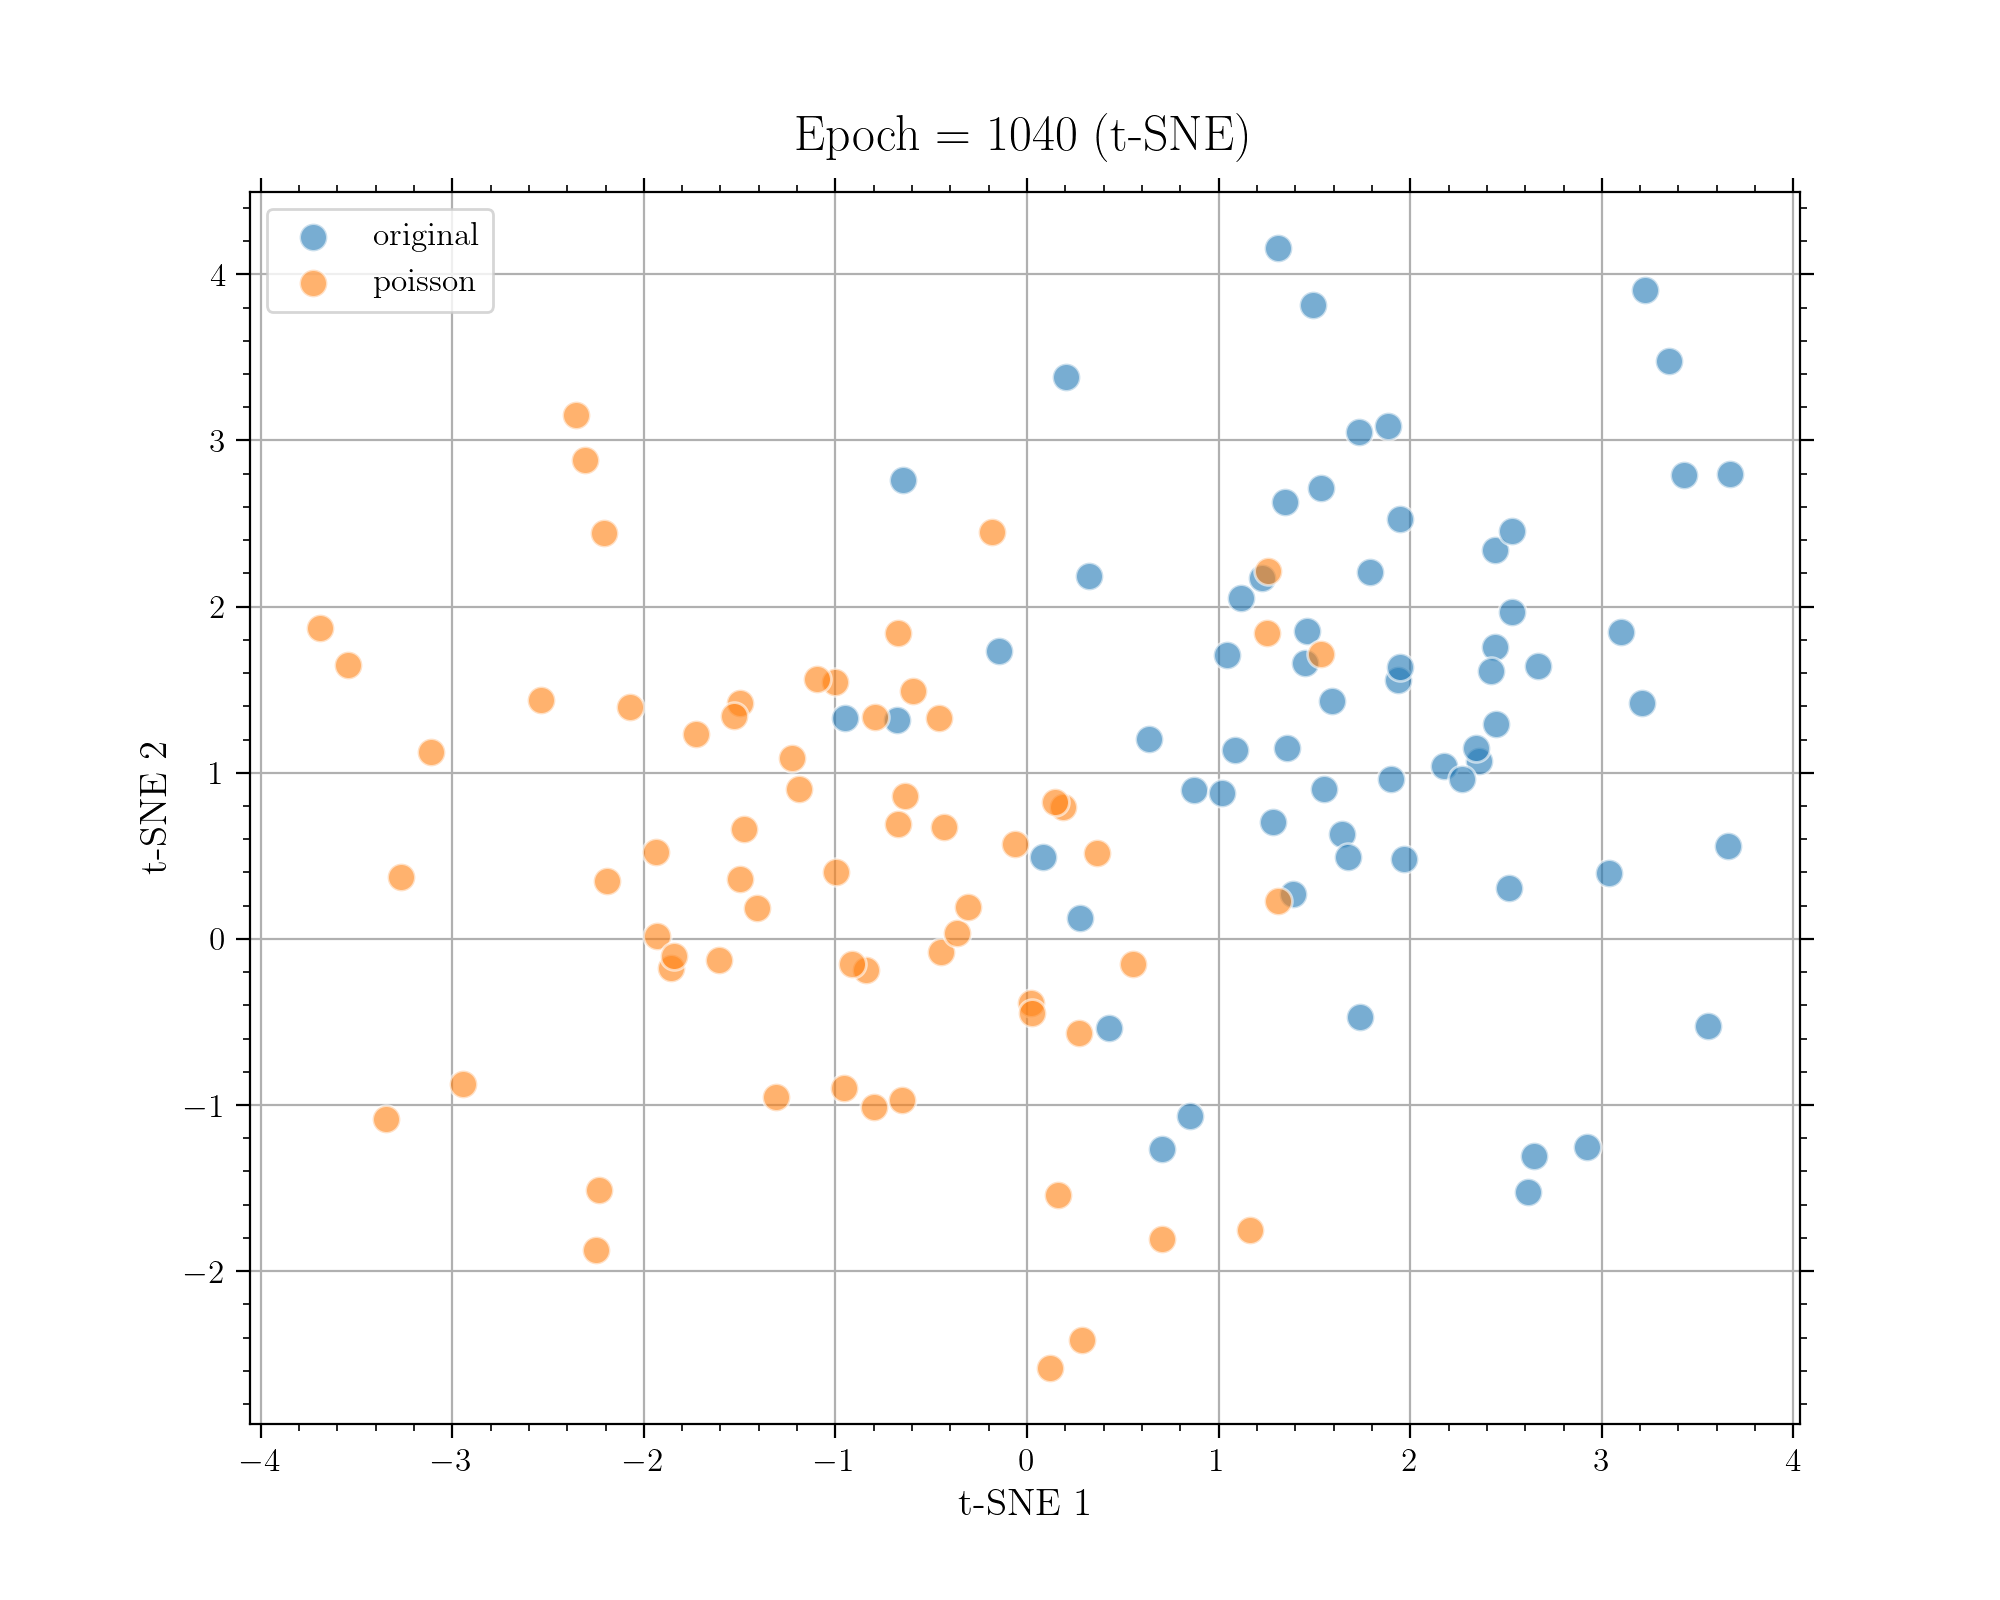 Epoch = 1040 (t-SNE)
original
poisson
4
3
2
1
0
−1
−2
t-SNE 2
−4 −3 −2 −1 0 1 2 3 4
t-SNE 1